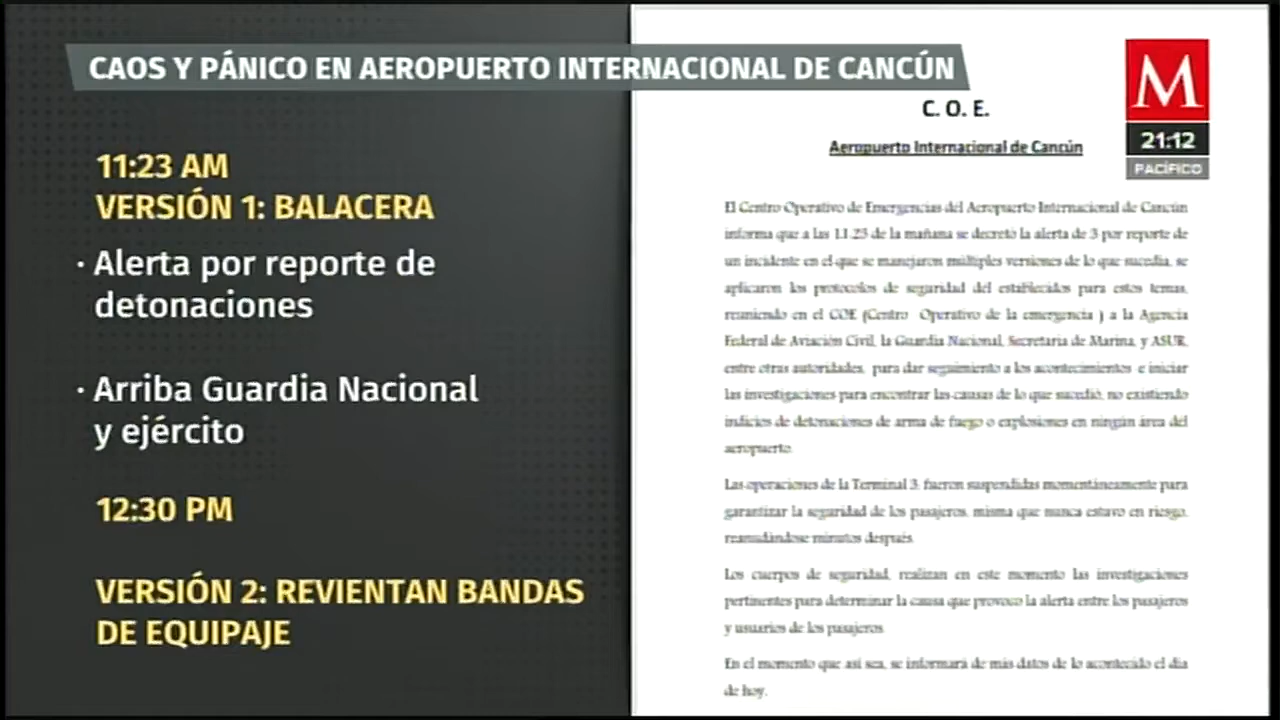 CAOS Y PÁNICO EN AEROPUERTO INTERNACIONAL DE CANCÚN
M
21:12
PACÍFICO
11:23 AM
VERSIÓN 1: BALACERA
· Alerta por reporte de
detonaciones
· Arriba Guardia Nacional
y ejército
12:30 PM
VERSIÓN 2: REVIENTAN BANDAS
DE EQUIPAJE
C. O. E.
Aeropuerto Internacional de Cancún
El Centro Operativo de Emergencias del Aeropuerto Internacional de Cancún
informa que a las 11.23 de la mañana se decretó la alerta de 3 por reporte de
un incidente en el que se manejaron múltiples versiones de lo que sucedía, se
aplicaron los protocolos de seguridad del establecidos para estos temas,
reuniendo en el COE (Centro Operativo de la emergencia ) a la Agencia
Federal de Aviación Civil, la Guardia Nacional, Secretaria de Marina, y ASUR,
entre otras autoridades, para dar seguimiento a los acontecimientos e iniciar
las investigaciones para encontrar las causas de lo que sucedió, no existiendo
indicios de detonaciones de arma de fuego o explosiones en ningún área del
aeropuerto.
Las operaciones de la Terminal 3, fueron suspendidas momentáneamente para
garantizar la seguridad de los pasajeros, misma que nunca estuvo en riesgo,
reanudándose minutos después.
Los cuerpos de seguridad, realizan en este momento las investigaciones
pertinentes para determinar la causa que provoco la alerta entre los pasajeros
y usuarios de los pasajeros.
En el momento que así sea, se informará de más datos de lo acontecido el día
de hoy.